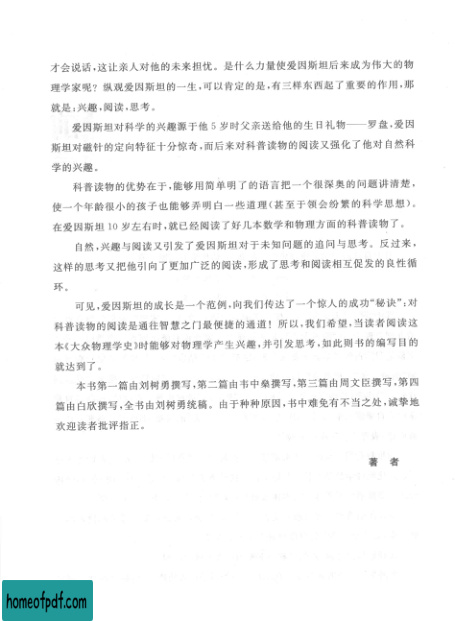 才会说话,这让亲人对他的未来担忧。是什么力量使爱因斯坦后来成为伟大的物
理学家呢?纵观爱因斯坦的一生,可以肯定的是,有三样东西起了重要的作用,那
就是:兴趣,阅读,思考。
爱因斯坦对科学的兴趣源于他5岁时父亲送给他的生日礼物——罗盘,爱因
斯坦对磁针的定向特征十分惊奇,而后来对科普读物的阅读又强化了他对自然科
学的兴趣。
科普读物的优势在于,能够用简单明了的语言把一个很深奥的问题讲清楚,
使一个年龄很小的孩子也能够弄明白一些道理(甚至于领会纷繁的科学思想)。
在爱因斯坦10岁左右时,就已经阅读了好几本数学和物理方面的科普读物了。
自然,兴趣与阅读又引发了爱因斯坦对于未知问题的追问与思考。反过来,
这样的思考又把他引向了更加广泛的阅读,形成了思考和阅读相互促发的良性循
环。
可见,爱因斯坦的成长是一个范例,向我们传达了一个惊人的成功“秘诀”:对
科普读物的阅读是通往智慧之门最便捷的通道!所以,我们希望,当读者阅读这
本《大众物理学史》时能够对物理学产生兴趣,并引发思考,如此则书的编写目的
就达到了。
本书第一篇由刘树勇撰写,第二篇由韦中燊撰写,第三篇由周文臣撰写,第四
篇由白欣撰写,全书由刘树勇统稿。由于种种原因,书中难免有不当之处,诚挚地
欢迎读者批评指正。
著 者
homeofpdf.com